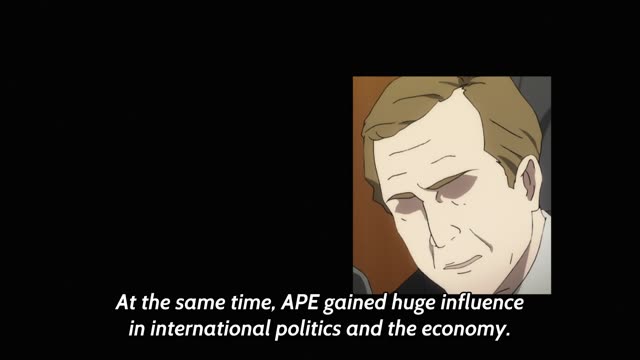 At the same time, APE gained huge influence
in international politics and the economy.